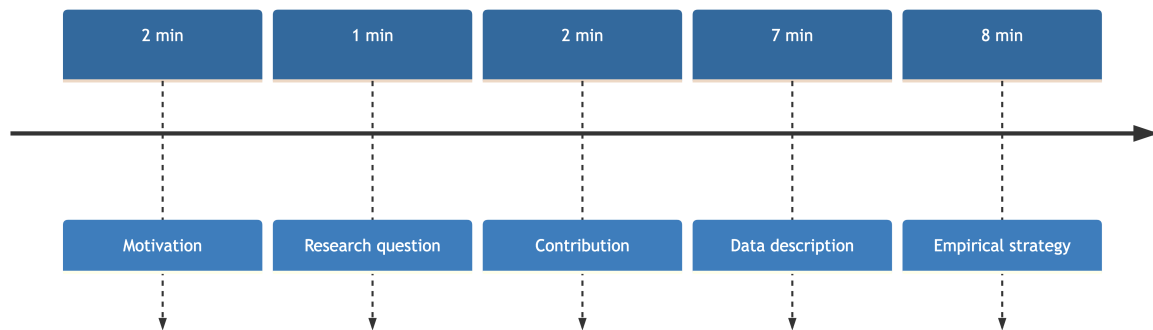 2 min
1 min
2 min
7 min
8 min
Motivation
Research question
Contribution
Data description
Empirical strategy